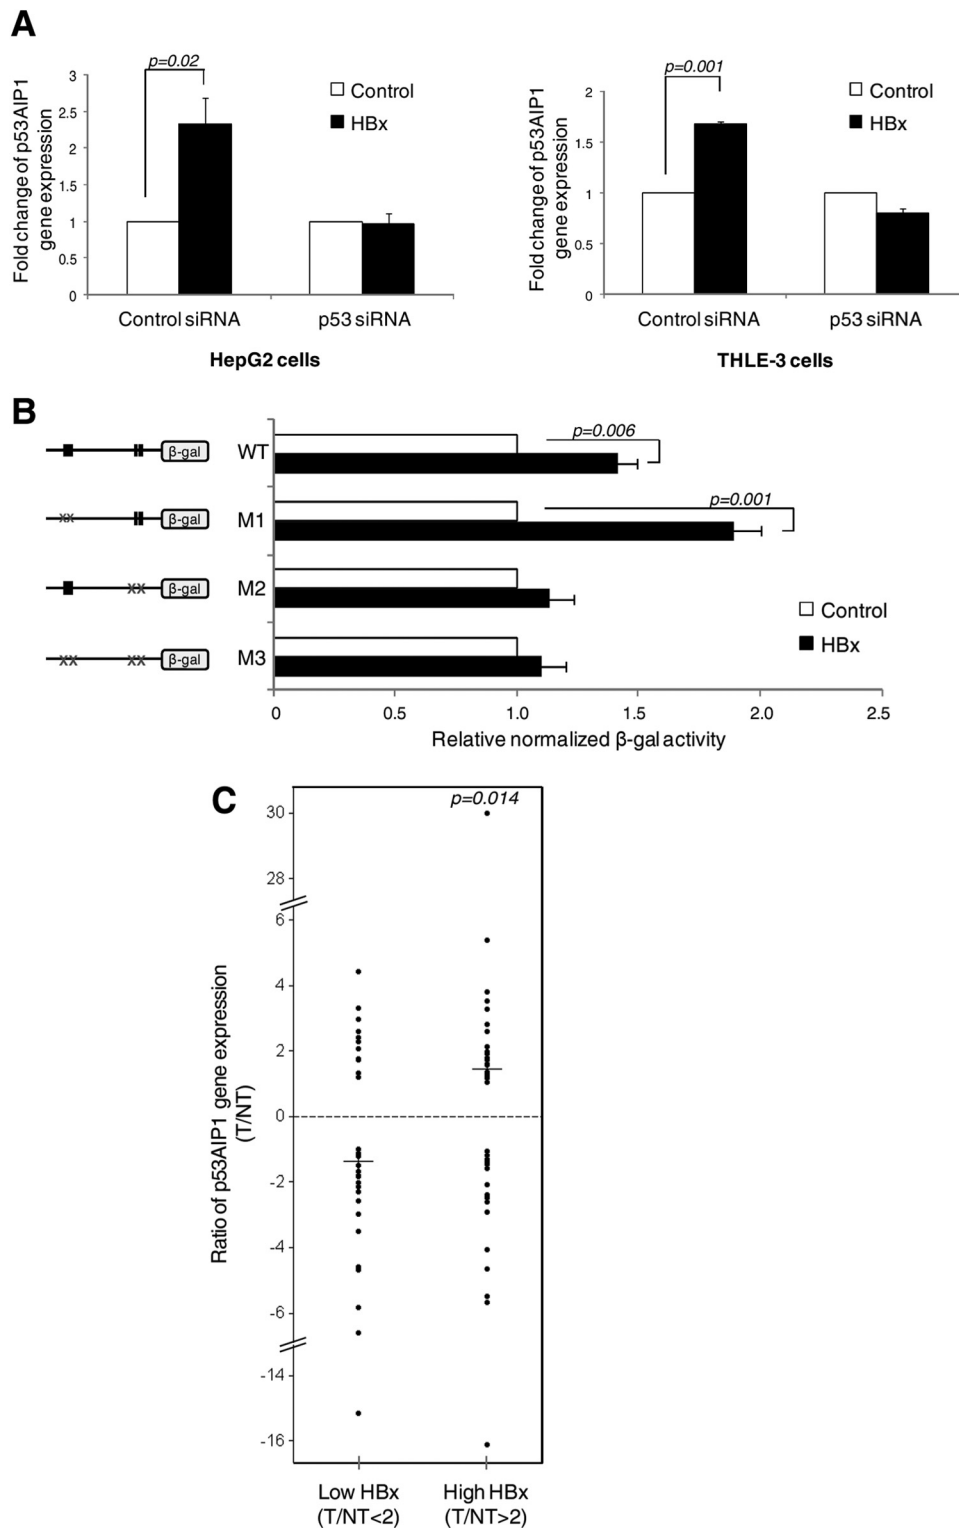 A
p=0.02
3
2.5
2
1.5
1
0.5
0
Fold change of p53AIP1
gene expression
Control
HBx
Control siRNA
p53 siRNA
HepG2 cells
p=0.001
2
1.5
1
0.5
0
Fold change of p53AIP1
gene expression
Control
HBx
Control siRNA
p53 siRNA
THLE-3 cells
B
β-gal
WT
p=0.006
xx
β-gal
M1
p=0.001
xx
β-gal
M2
xx
xx
β-gal
M3
Control
HBx
0
0.5
1.0
1.5
2.0
2.5
Relative normalized β-gal activity
C
p=0.014
30
28
6
4
2
0
-2
-4
-6
-14
-16
Ratio of p53AIP1 gene expression
(T/NT)
Low HBx
(T/NT<2)
High HBx
(T/NT>2)